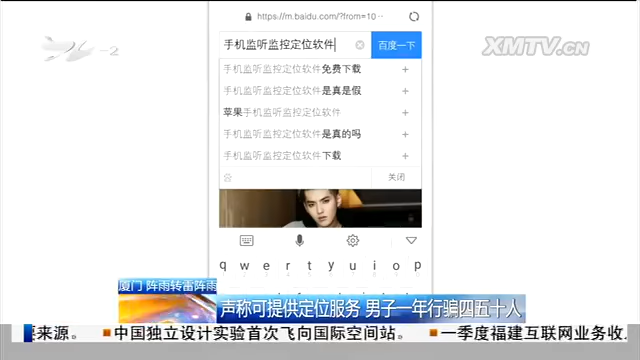 https://m.baidu.com/?from=10 ··
手机监听监控定位软件
百度一下
手机监听监控定位软件免费下载
手机监听监控定位软件是真是假
苹果手机监听监控定位软件
手机监听监控定位软件是真的吗
手机监听监控定位软件下载
关闭
-2
XMTV.CN
q w e r t y u i o p
厦门 阵雨转雷阵雨
声称可提供定位服务 男子一年行骗四五十人
来源。 中国独立设计实验首次飞向国际空间站。 一季度福建互联网业务收